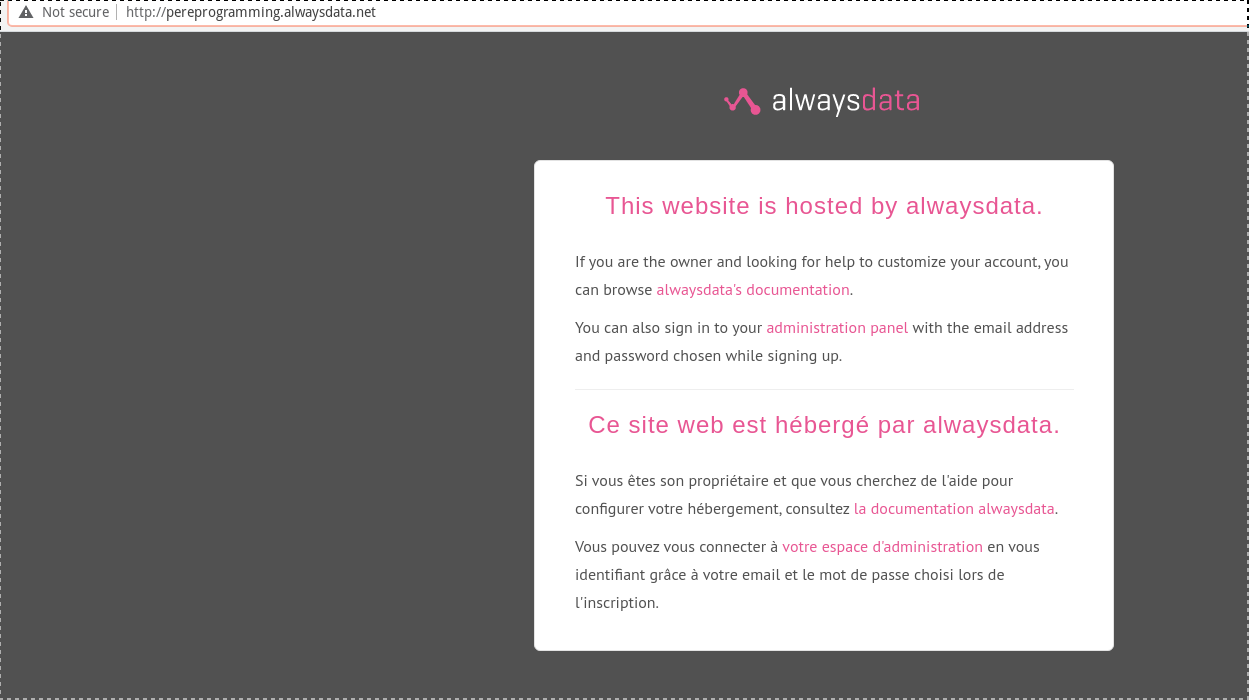 Not secure http://pereprogramming.alwaysdata.net
alwaysdata
This website is hosted by alwaysdata.
If you are the owner and looking for help to customize your account, you
can browse alwaysdata's documentation.
You can also sign in to your administration panel with the email address
and password chosen while signing up.
Ce site web est hébergé par alwaysdata.
Si vous êtes son propriétaire et que vous cherchez de l'aide pour
configurer votre hébergement, consultez la documentation alwaysdata.
Vous pouvez vous connecter à votre espace d'administration en vous
identifiant grâce à votre email et le mot de passe choisi lors de
l'inscription.